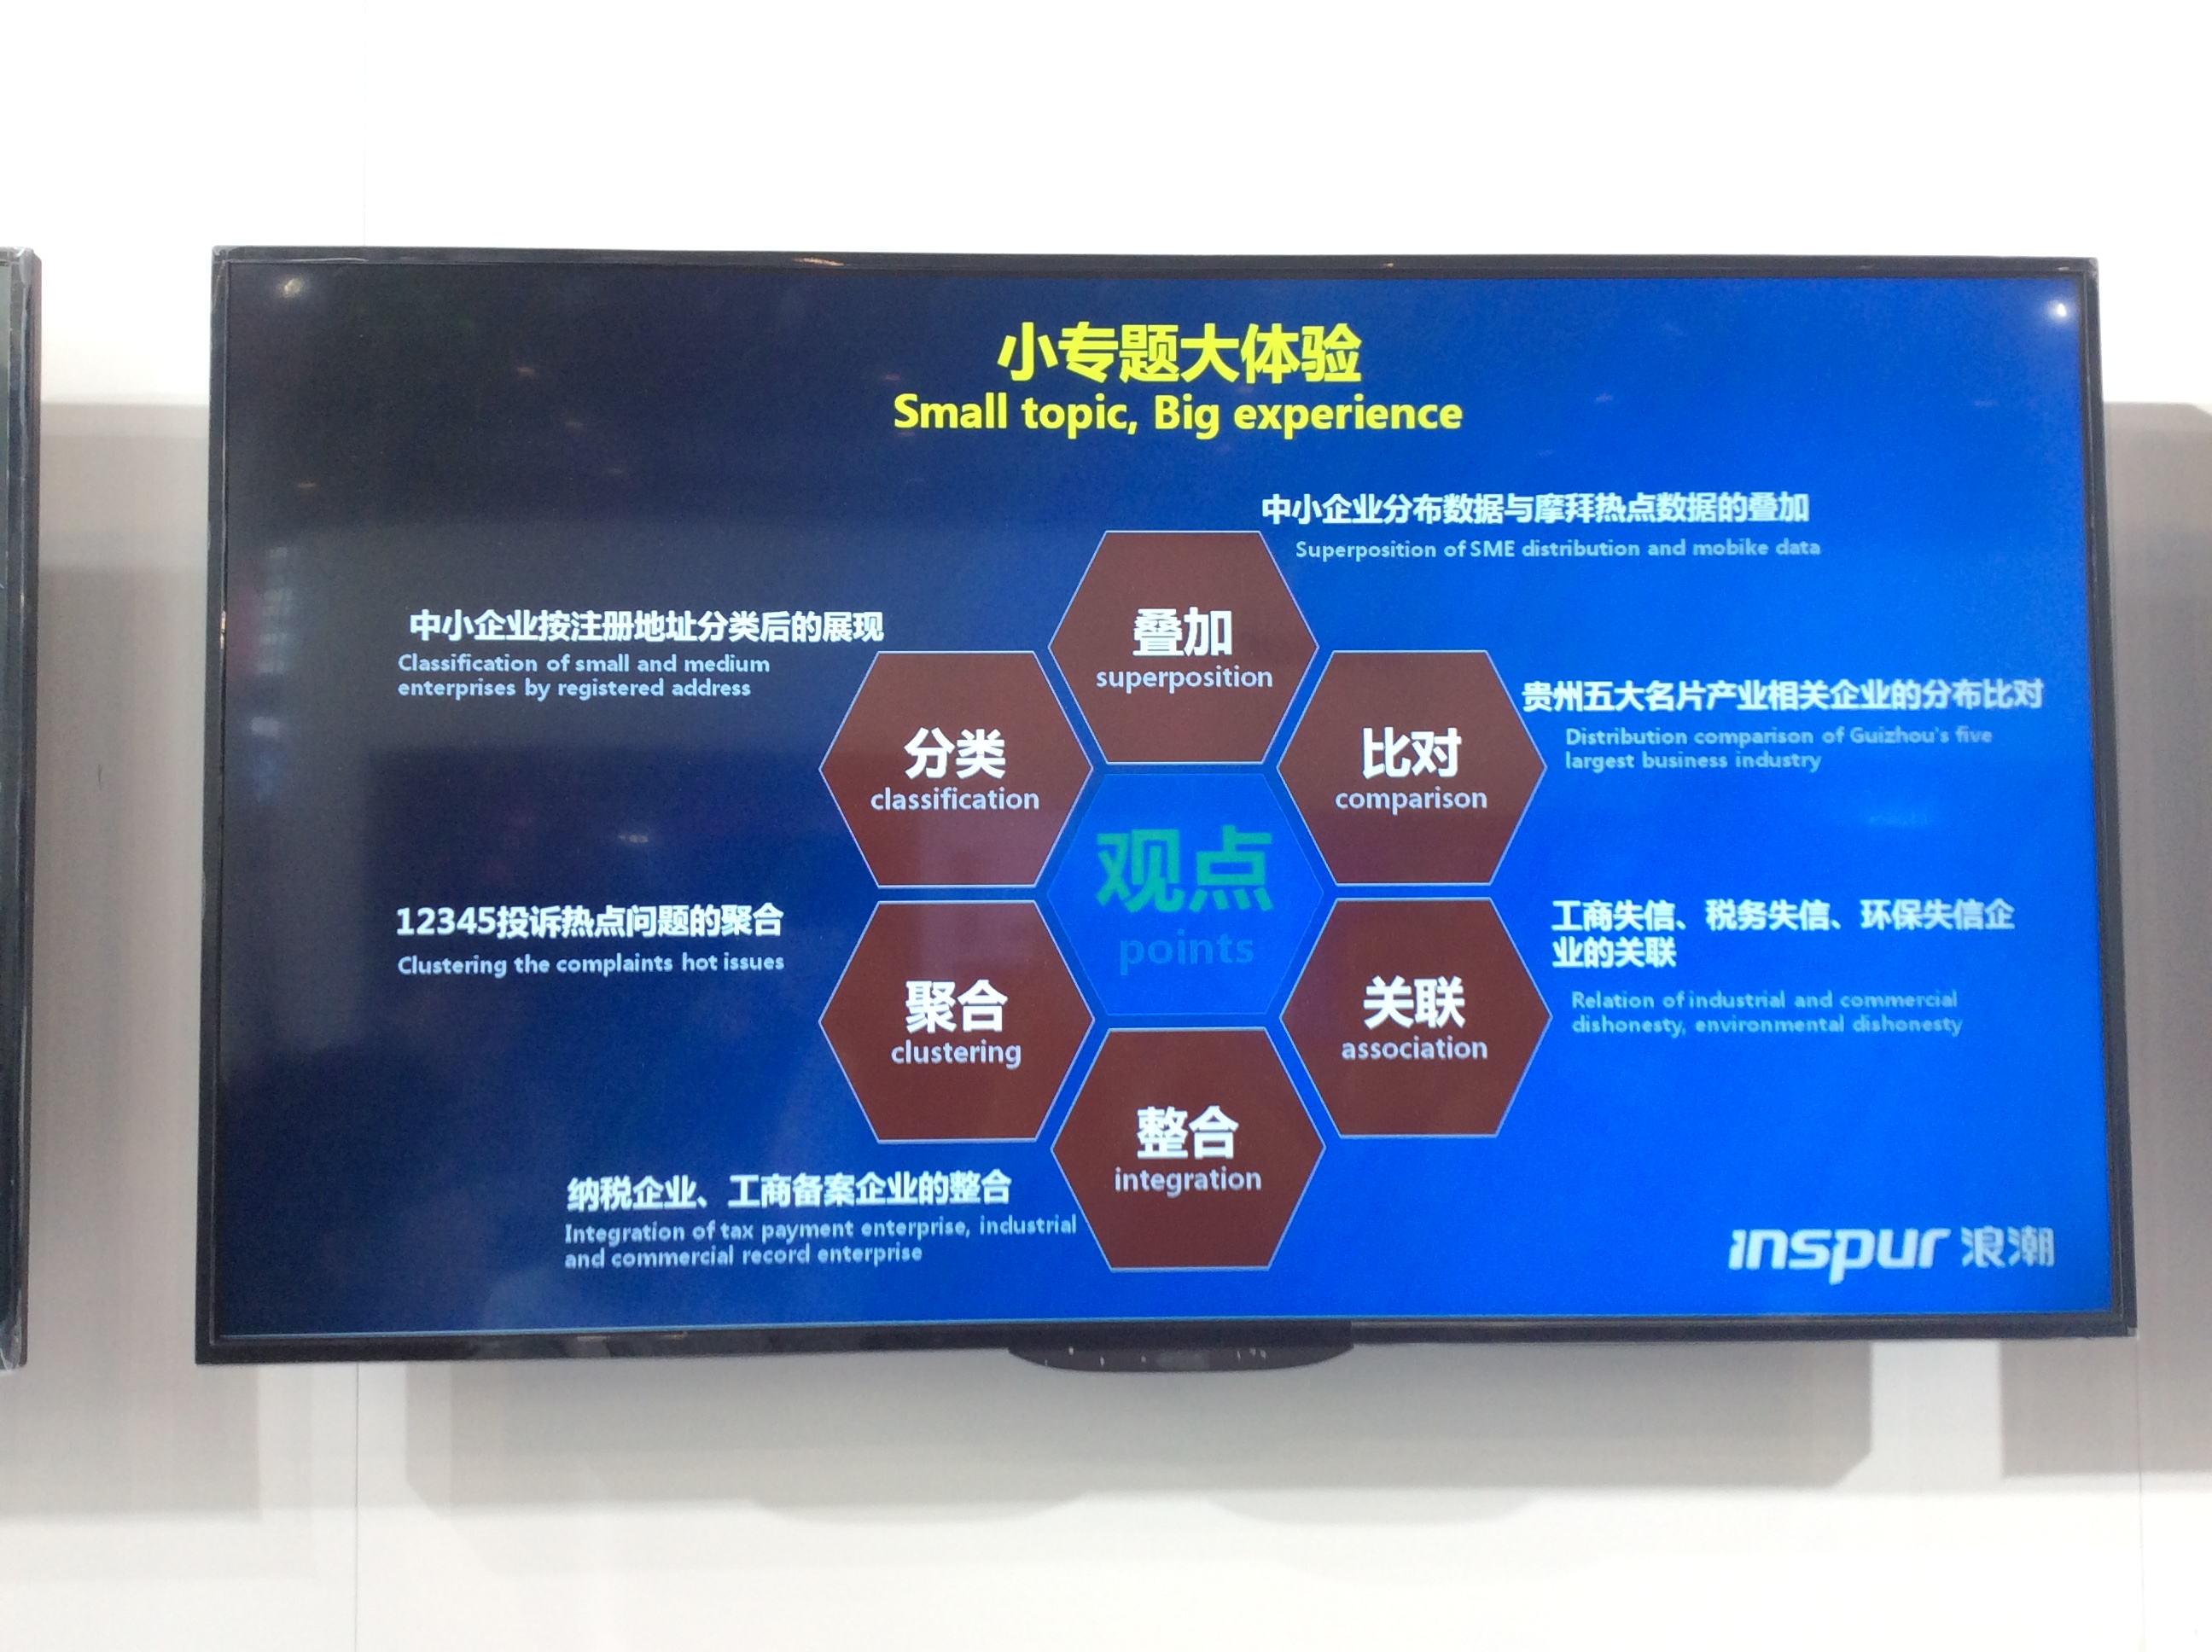 小专题大体验
Small topic, Big experience
中小企业分布数据与摩拜热点数据的叠加
Superposition of SME distribution and mobike data
叠加
superposition
中小企业按注册地址分类后的展现
Classification of small and medium
enterprises by registered address
分类
classification
贵州五大名片产业相关企业的分布比对
Distribution comparison of Guizhou's five
largest business industry
比对
comparison
观点
points
12345投诉热点问题的聚合
Clustering the complaints hot issues
聚合
clustering
工商失信、税务失信、环保失信企
业的关联
Relation of industrial and commercial
dishonesty, environmental dishonesty
关联
association
纳税企业、工商备案企业的整合
Integration of tax payment enterprise, industrial
and commercial record enterprise
整合
integration
inspur 浪潮